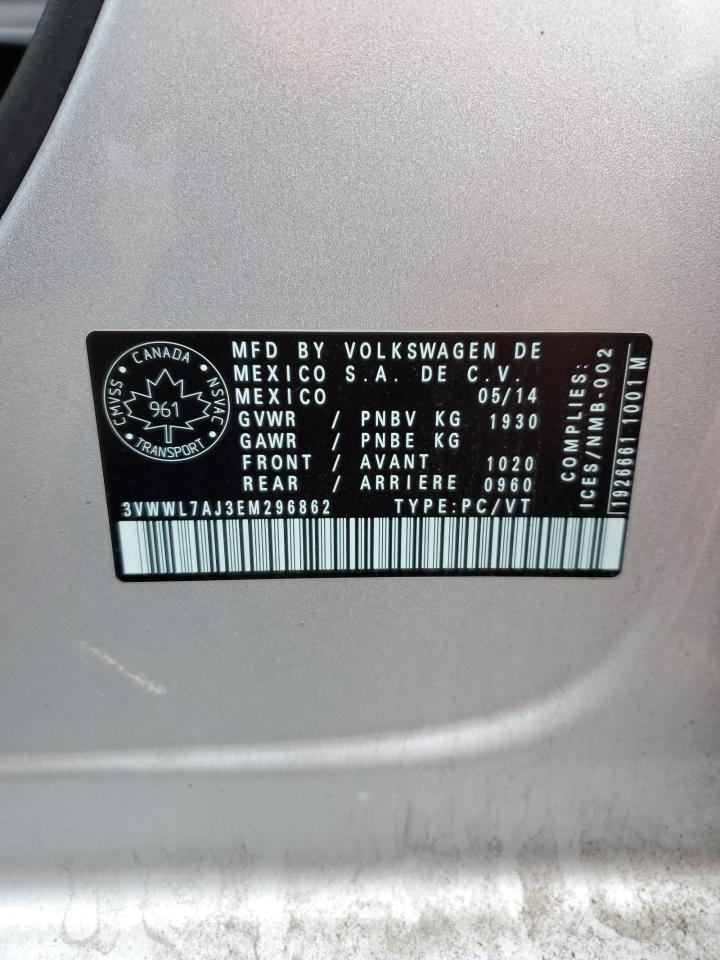 CANADA
CMVSS • NSVAC
961
TRANSPORT
MFD BY VOLKSWAGEN DE
MEXICO S.A. DE C.V.
MEXICO 05/14
GVWR / PNBV KG 1930
GAWR / PNBE KG
FRONT / AVANT 1020
REAR / ARRIERE 0960
3VWWL7AJ3EM296862 TYPE:PC/VT
COMPLIES:
ICES/NMB-002
1926661 1001 M